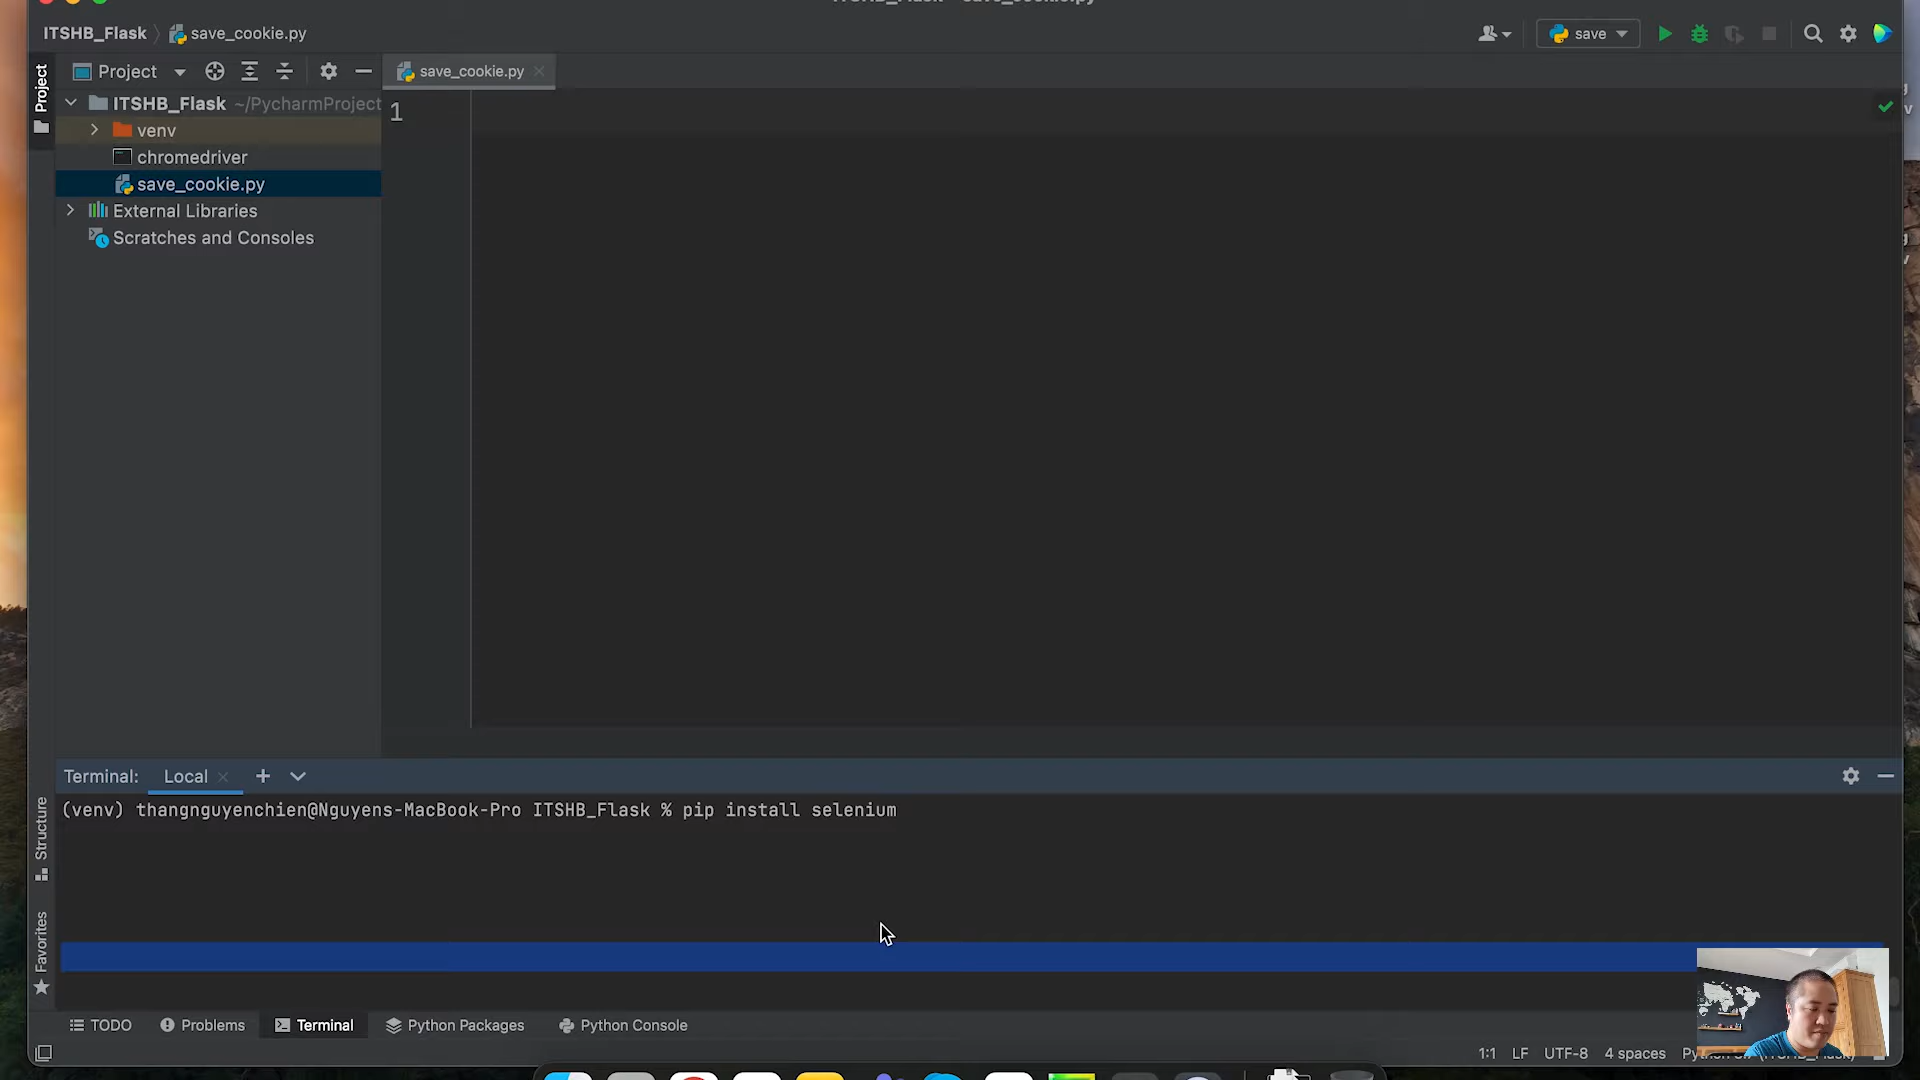 ITSHB_Flask save_cookie.py
save
Project
Project
save_cookie.py
ITSHB_Flask ~/PycharmProject
1
venv
chromedriver
save_cookie.py
External Libraries
Scratches and Consoles
Terminal: Local
(venv) thangnguyenchien@Nguyens-MacBook-Pro ITSHB_Flask % pip install selenium
Structure
Favorites
TODO Problems Terminal Python Packages Python Console
1:1 LF UTF-8 4 spaces